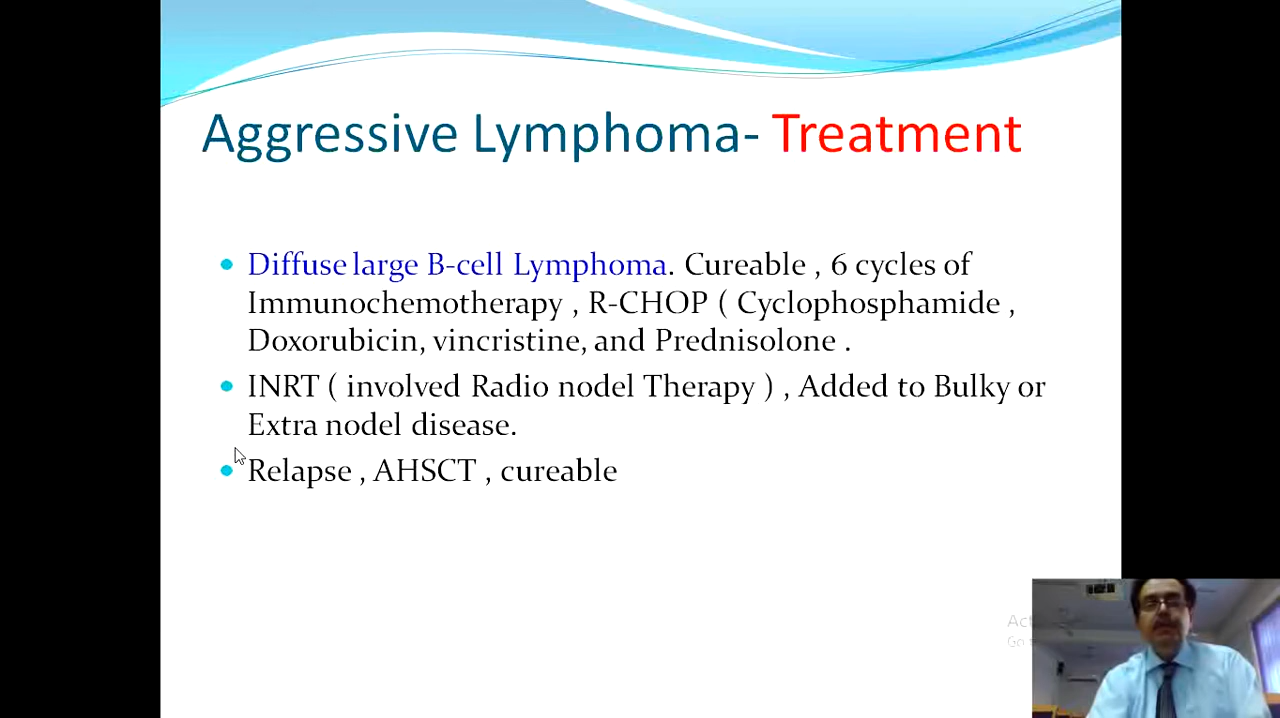 Aggressive Lymphoma- Treatment
Diffuse large B-cell Lymphoma. Cureable , 6 cycles of
Immunochemotherapy , R-CHOP ( Cyclophosphamide ,
Doxorubicin, vincristine, and Prednisolone .
INRT ( involved Radio nodel Therapy ) , Added to Bulky or
Extra nodel disease.
Relapse , AHSCT , cureable